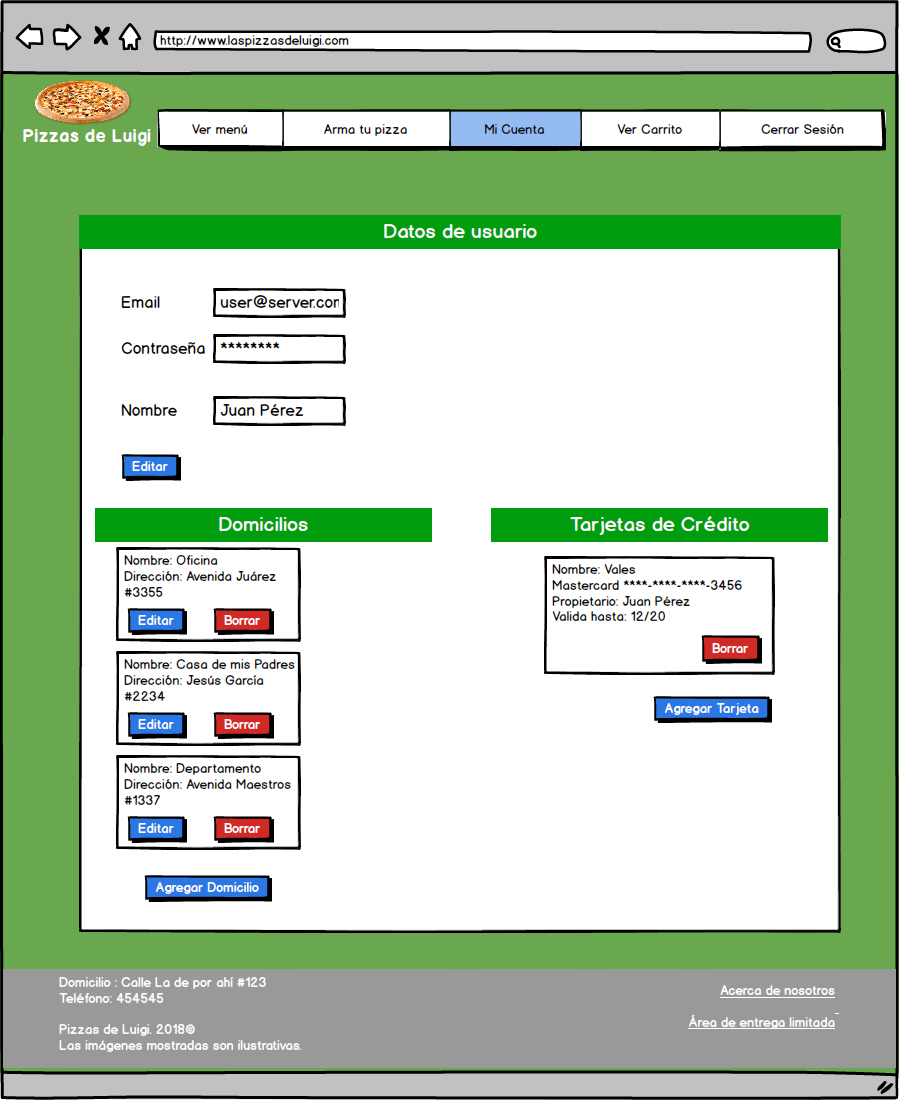 http://www.laspizzasdeluigi.com
Pizzas de Luigi
Ver menú
Arma tu pizza
Mi Cuenta
Ver Carrito
Cerrar Sesión
Datos de usuario
Email
user@server.com
Contraseña
********
Nombre
Juan Pérez
Editar
Domicilios
Nombre: Oficina
Dirección: Avenida Juárez
#3355
Editar
Borrar
Nombre: Casa de mis Padres
Dirección: Jesús García
#2234
Editar
Borrar
Nombre: Departamento
Dirección: Avenida Maestros
#1337
Editar
Borrar
Agregar Domicilio
Tarjetas de Crédito
Nombre: Vales
Mastercard ****-****-****-3456
Propietario: Juan Pérez
Valida hasta: 12/20
Borrar
Agregar Tarjeta
Domicilio : Calle La de por ahí #123
Teléfono: 454545
Pizzas de Luigi. 2018©
Las imágenes mostradas son ilustrativas.
Acerca de nosotros
Área de entrega limitada